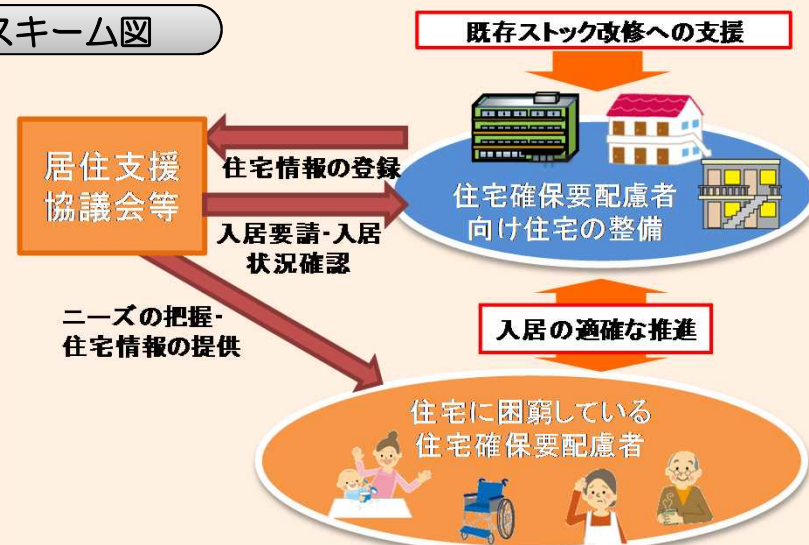 スキーム図
既存ストック改修への支援
居住支援
協議会等
住宅情報の登録
住宅確保要配慮者
向け住宅の整備
入居要請-入居
状況確認
ニーズの把握-
住宅情報の提供
入居の適確な推進
住宅に困窮している
住宅確保要配慮者